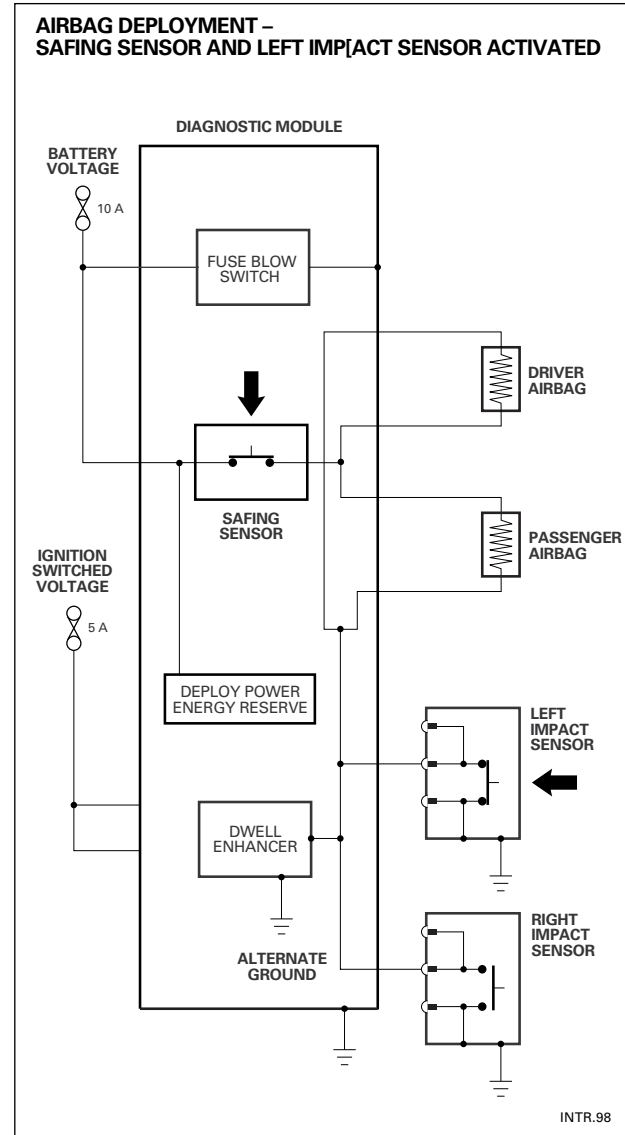 AIRBAG DEPLOYMENT –
SAFING SENSOR AND LEFT IMP[ACT SENSOR ACTIVATED
DIAGNOSTIC MODULE
BATTERY
VOLTAGE
10 A
FUSE BLOW
SWITCH
DRIVER
AIRBAG
SAFING
SENSOR
PASSENGER
AIRBAG
IGNITION
SWITCHED
VOLTAGE
5 A
DEPLOY POWER
ENERGY RESERVE
LEFT
IMPACT
SENSOR
DWELL
ENHANCER
ALTERNATE
GROUND
RIGHT
IMPACT
SENSOR
INTR.98